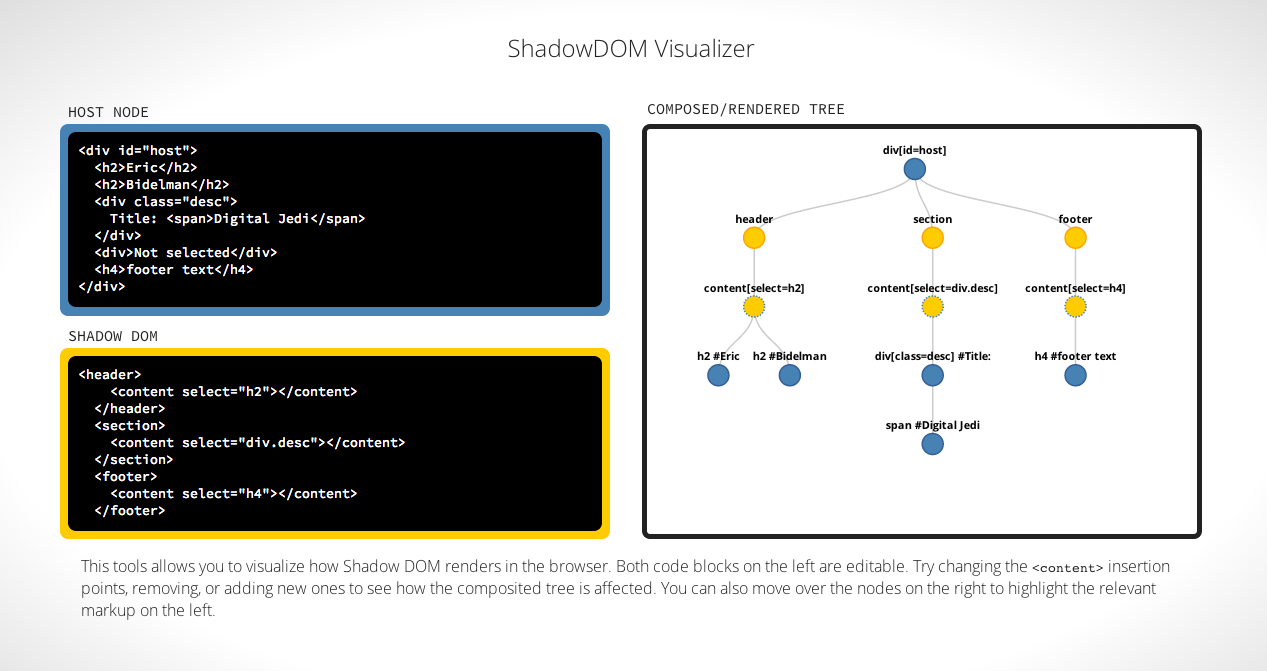 ShadowDOM Visualizer
HOST NODE
<div id="host">
  <h2>Eric</h2>
  <h2>Bidelman</h2>
  <div class="desc">
    Title: <span>Digital Jedi</span>
  </div>
  <div>Not selected</div>
  <h4>footer text</h4>
</div>
SHADOW DOM
<header>
    <content select="h2"></content>
  </header>
  <section>
    <content select="div.desc"></content>
  </section>
  <footer>
    <content select="h4"></content>
  </footer>
COMPOSED/RENDERED TREE
div[id=host]
header section footer
content[select=h2] content[select=div.desc] content[select=h4]
h2 #Eric h2 #Bidelman div[class=desc] #Title: h4 #footer text
span #Digital Jedi
This tools allows you to visualize how Shadow DOM renders in the browser. Both code blocks on the left are editable. Try changing the <content> insertion
points, removing, or adding new ones to see how the composited tree is affected. You can also move over the nodes on the right to highlight the relevant
markup on the left.